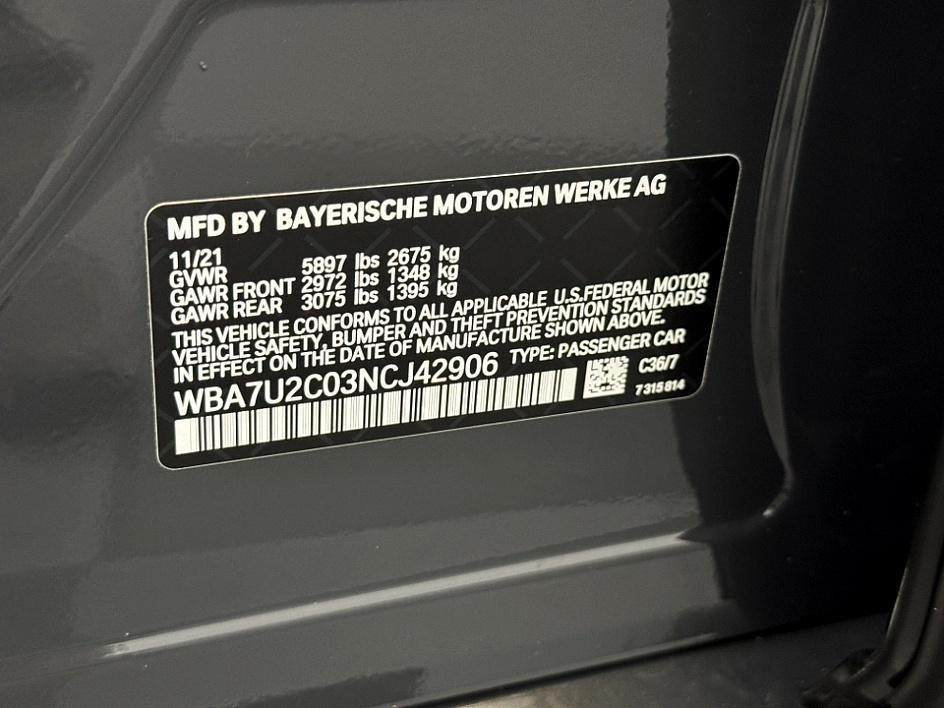 MFD BY BAYERISCHE MOTOREN WERKE AG
11/21
GVWR 5897 lbs 2675 kg
GAWR FRONT 2972 lbs 1348 kg
GAWR REAR 3075 lbs 1395 kg
THIS VEHICLE CONFORMS TO ALL APPLICABLE U.S.FEDERAL MOTOR
VEHICLE SAFETY, BUMPER AND THEFT PREVENTION STANDARDS
IN EFFECT ON THE DATE OF MANUFACTURE SHOWN ABOVE.
WBA7U2C03NCJ42906 TYPE: PASSENGER CAR
C36/7
7 315 814